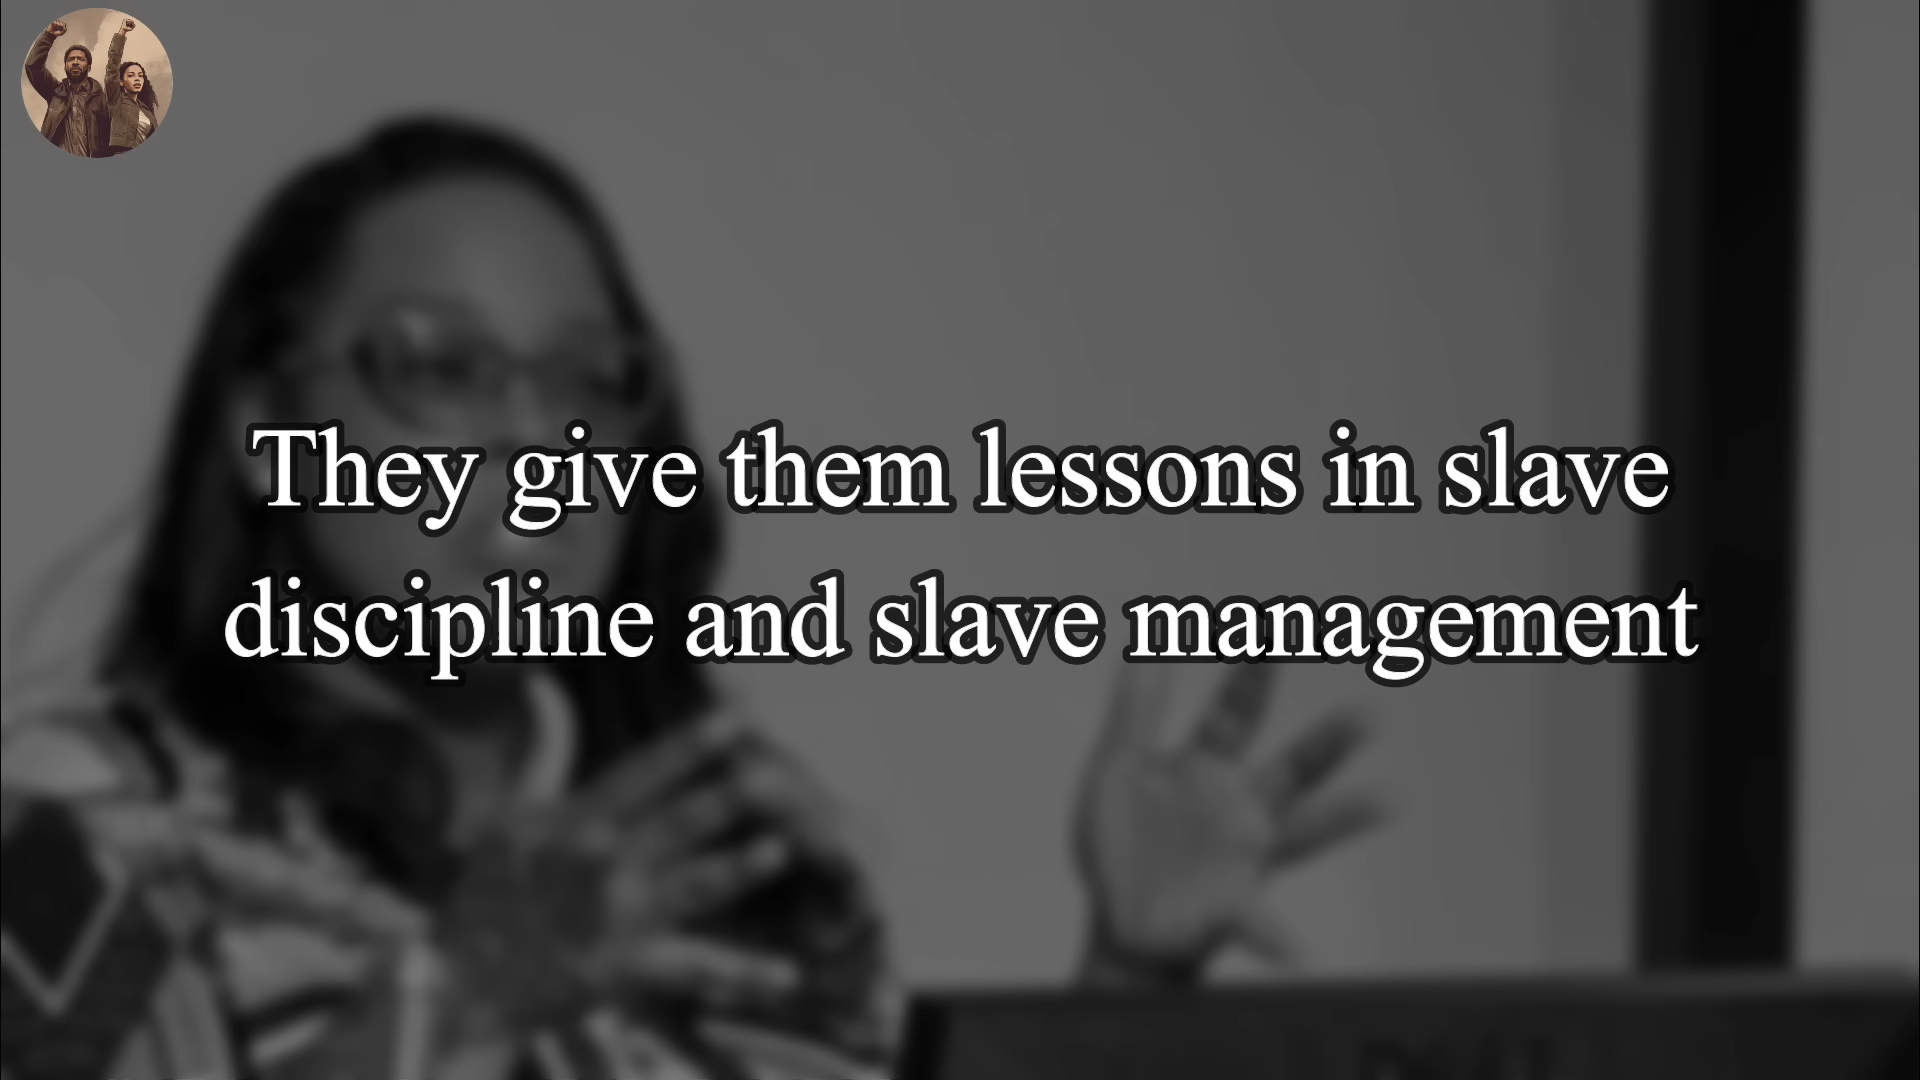 They give them lessons in slave
discipline and slave management